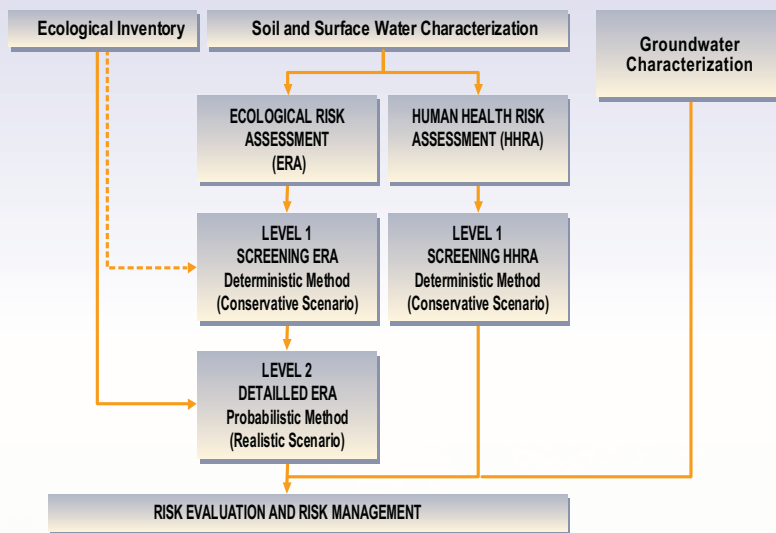 Ecological Inventory
Soil and Surface Water Characterization
Groundwater
Characterization
ECOLOGICAL RISK
ASSESSMENT
(ERA)
HUMAN HEALTH RISK
ASSESSMENT (HHRA)
LEVEL 1
SCREENING ERA
Deterministic Method
(Conservative Scenario)
LEVEL 1
SCREENING HHRA
Deterministic Method
(Conservative Scenario)
LEVEL 2
DETAILLED ERA
Probabilistic Method
(Realistic Scenario)
RISK EVALUATION AND RISK MANAGEMENT